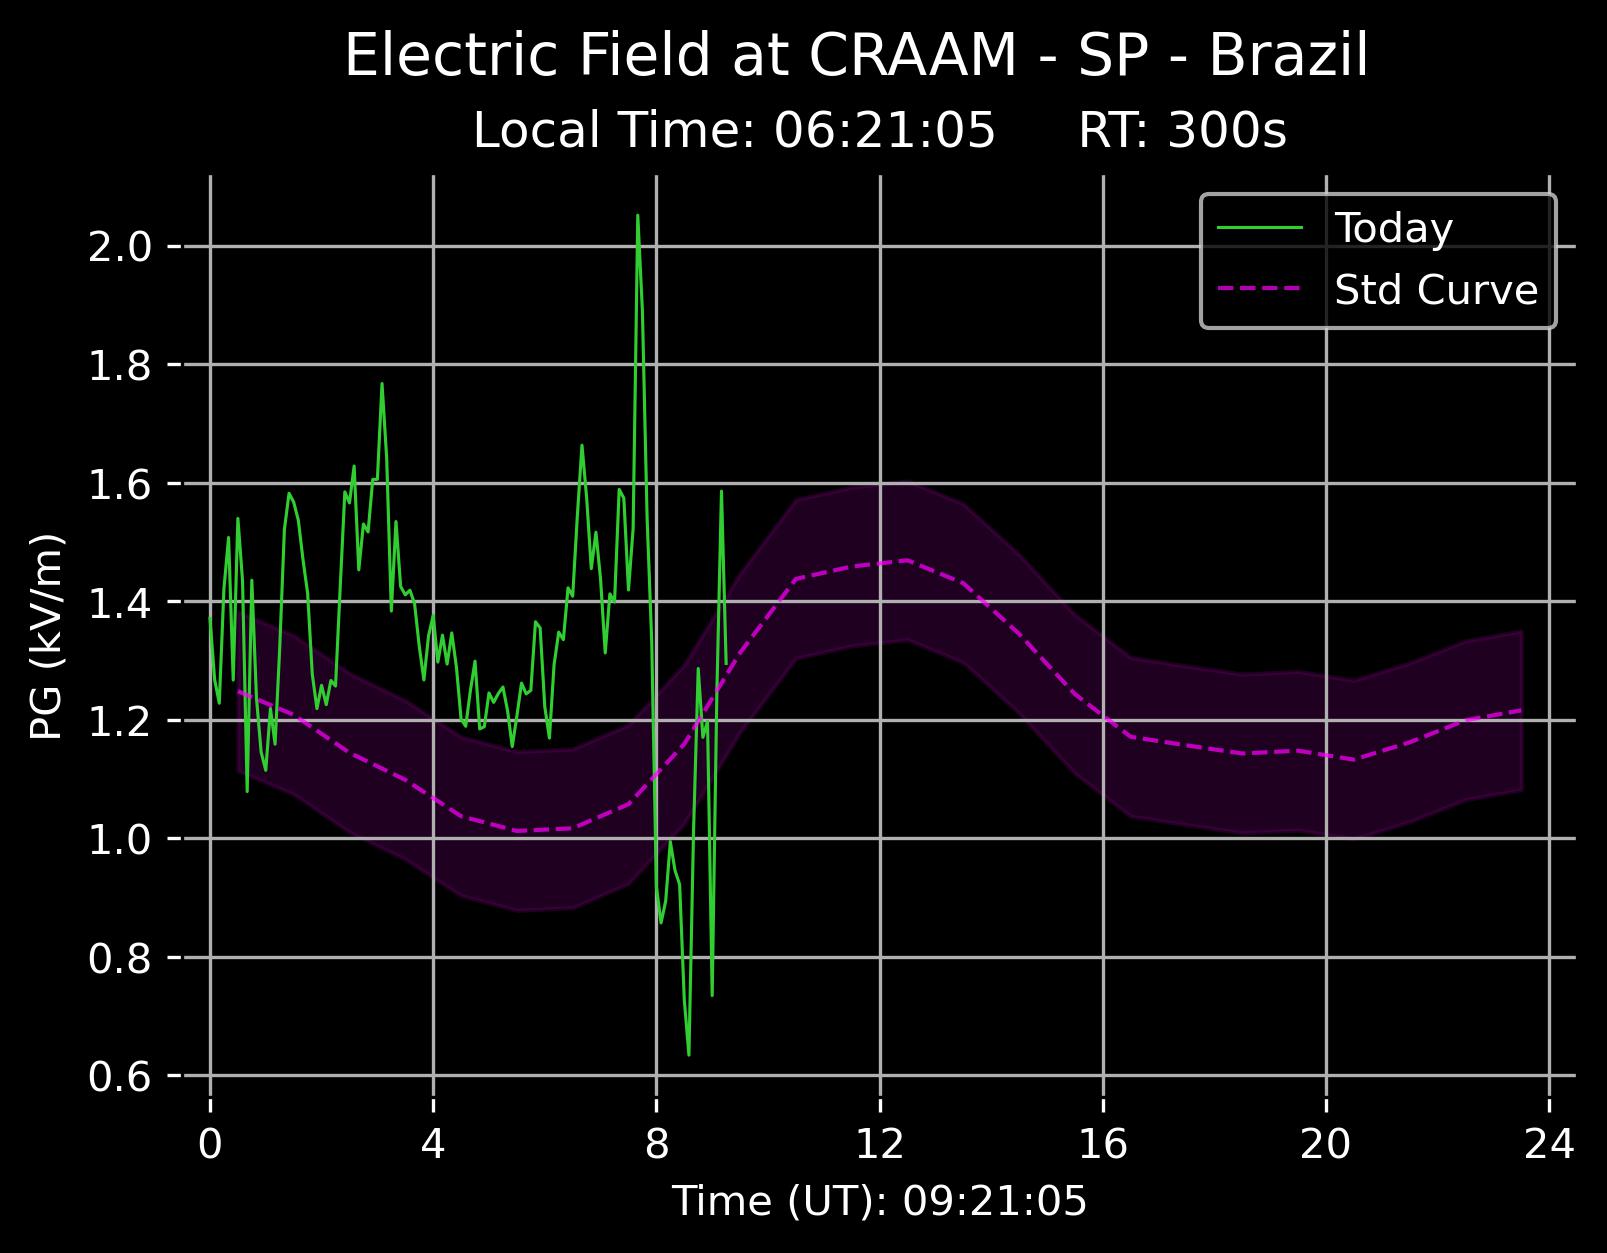 Electric Field at CRAAM - SP - Brazil
Local Time: 06:21:05 RT: 300s
Today
Std Curve
PG (kV/m)
2.0
1.8
1.6
1.4
1.2
1.0
0.8
0.6
0 4 8 12 16 20 24
Time (UT): 09:21:05